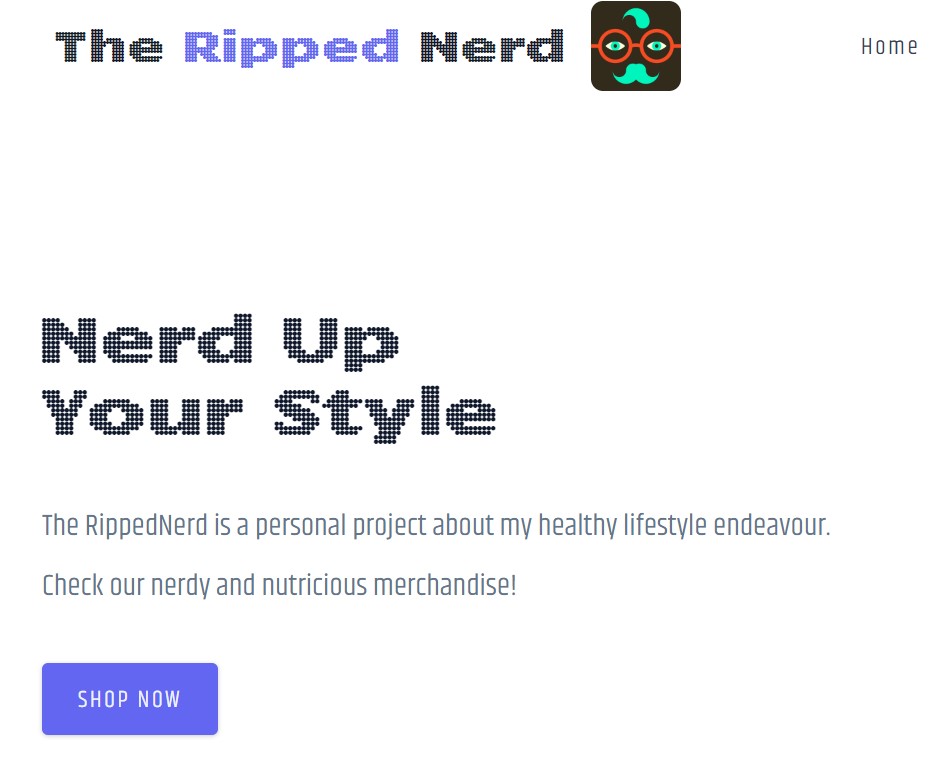 The Ripped Nerd
Home
Nerd Up
Your Style
The RippedNerd is a personal project about my healthy lifestyle endeavour.
Check our nerdy and nutricious merchandise!
SHOP NOW